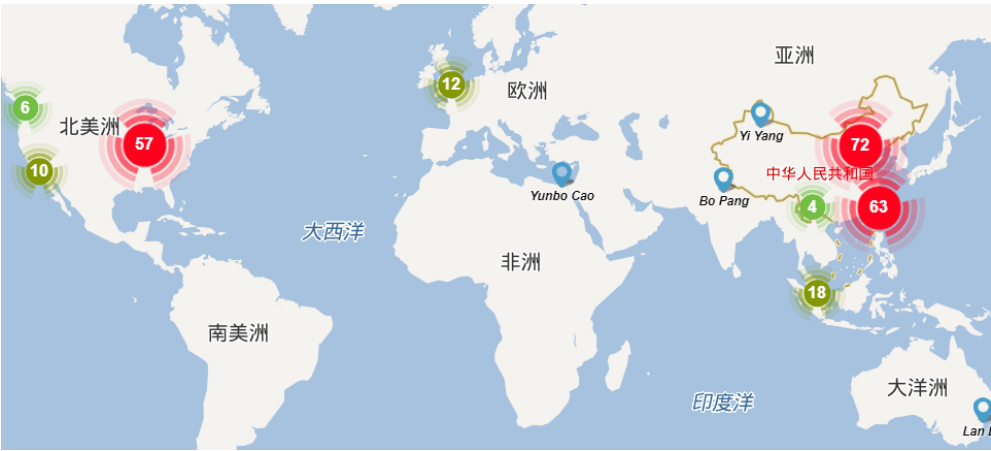 亚洲
12
欧洲
6
北美洲
57
Yi Yang
72
10
中华人民共和国
Yunbo Cao
Bo Pang
4
63
大西洋
非洲
18
南美洲
大洋洲
印度洋
Lan